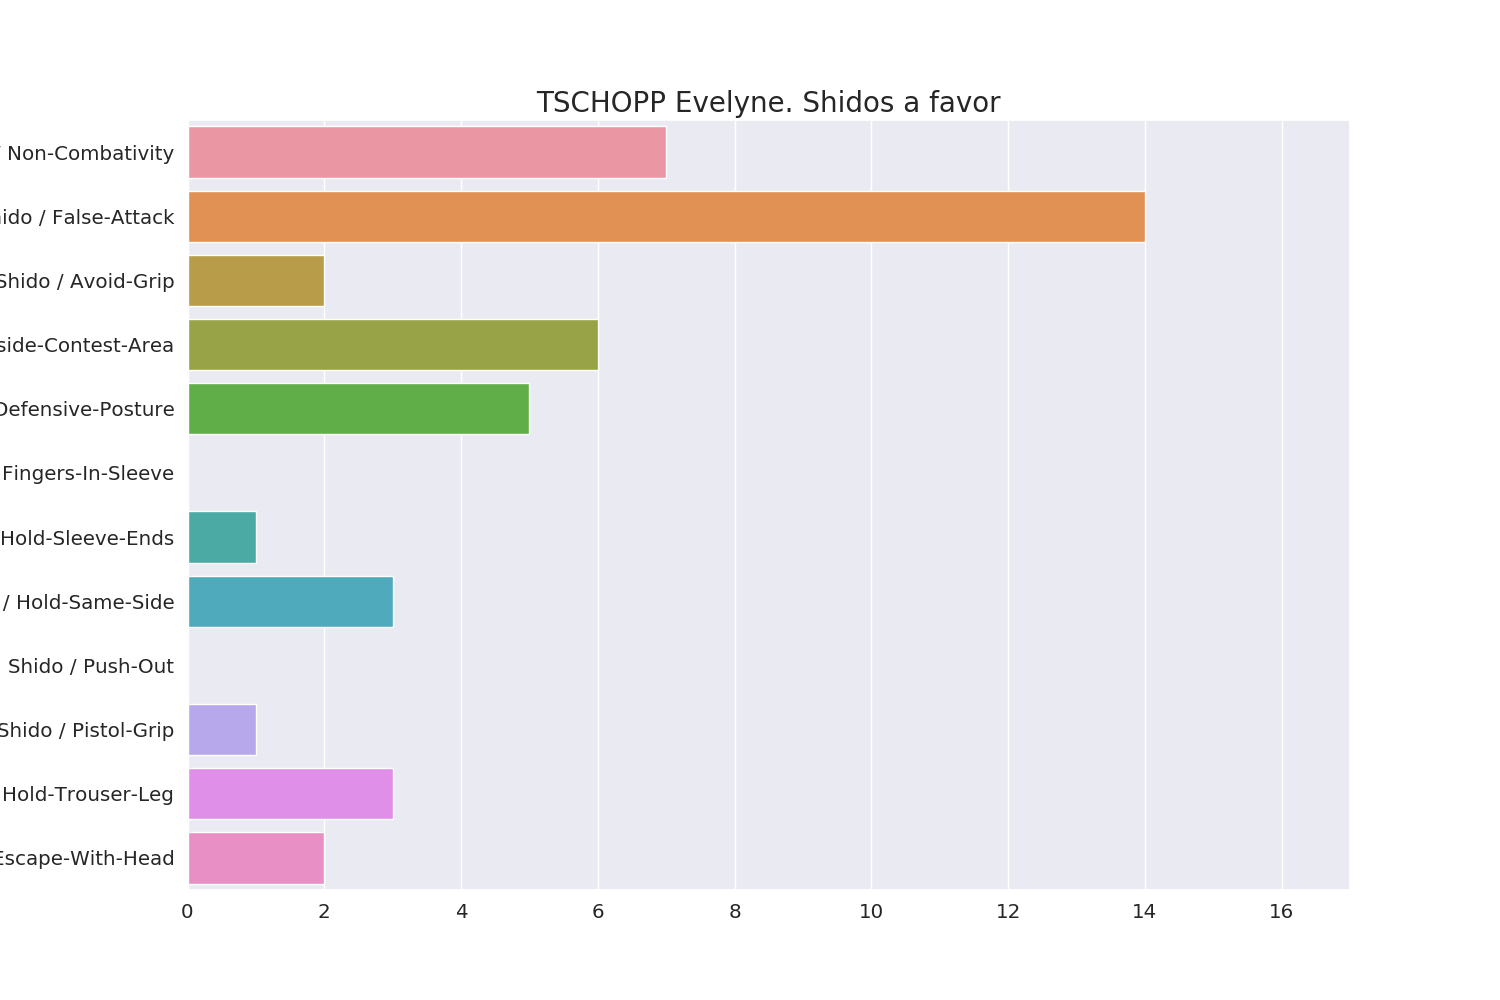 TSCHOPP Evelyne. Shidos a favor
/ Non-Combativity
/ False-Attack
Shido / Avoid-Grip
side-Contest-Area
Defensive-Posture
Fingers-In-Sleeve
Hold-Sleeve-Ends
/ Hold-Same-Side
Shido / Push-Out
Shido / Pistol-Grip
Hold-Trouser-Leg
Escape-With-Head
0 2 4 6 8 10 12 14 16